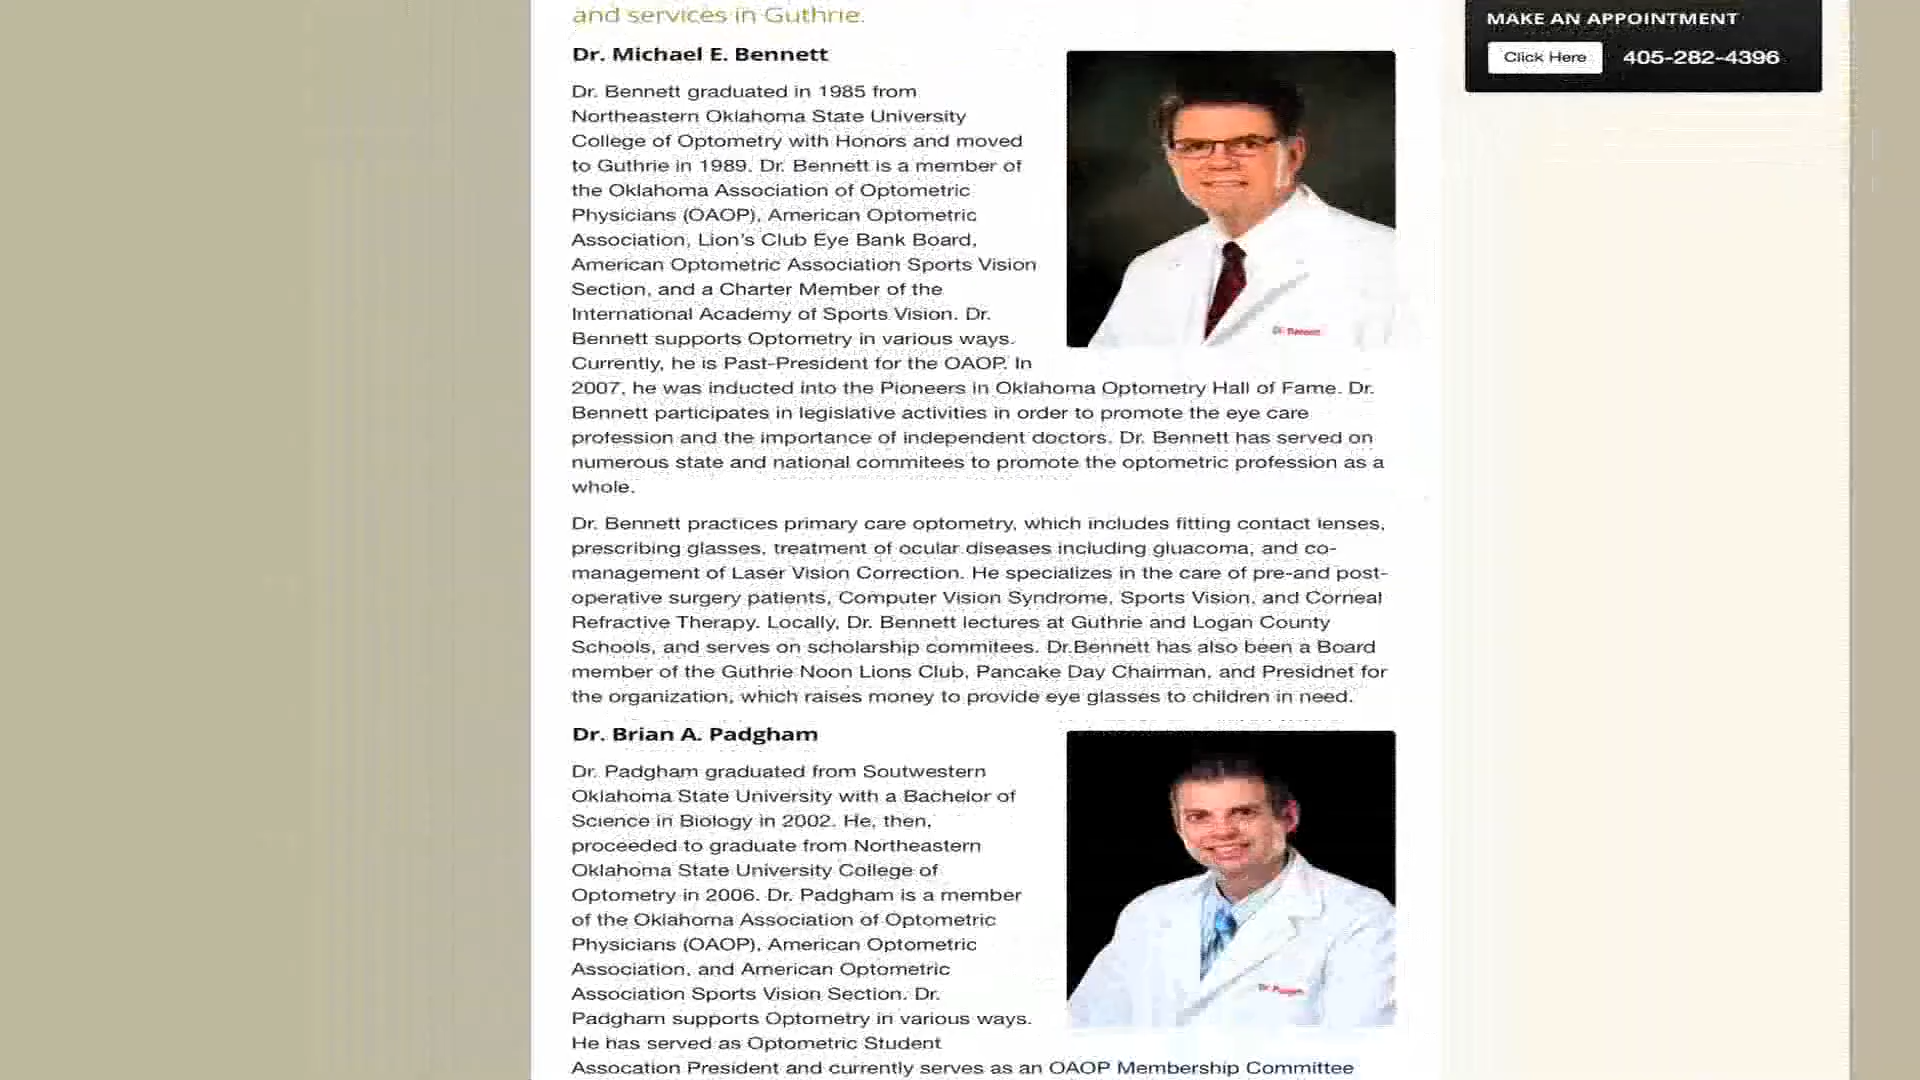 and services in Guthrie.
MAKE AN APPOINTMENT
Click Here 405-282-4396
Dr. Michael E. Bennett
Dr. Bennett graduated in 1985 from
Northeastern Oklahoma State University
College of Optometry with Honors and moved
to Guthrie in 1989. Dr. Bennett is a member of
the Oklahoma Association of Optometric
Physicians (OAOP), American Optometric
Association, Lion's Club Eye Bank Board,
American Optometric Association Sports Vision
Section, and a Charter Member of the
International Academy of Sports Vision. Dr.
Bennett supports Optometry in various ways.
Currently, he is Past-President for the OAOP. In
2007, he was inducted into the Pioneers in Oklahoma Optometry Hall of Fame. Dr.
Bennett participates in legislative activities in order to promote the eye care
profession and the importance of independent doctors. Dr. Bennett has served on
numerous state and national commitees to promote the optometric profession as a
whole.
Dr. Bennett
Dr. Bennett practices primary care optometry, which includes fitting contact lenses,
prescribing glasses, treatment of ocular diseases including gluacoma, and co-
management of Laser Vision Correction. He specializes in the care of pre-and post-
operative surgery patients, Computer Vision Syndrome, Sports Vision, and Corneal
Refractive Therapy. Locally, Dr. Bennett lectures at Guthrie and Logan County
Schools, and serves on scholarship commitees. Dr.Bennett has also been a Board
member of the Guthrie Noon Lions Club, Pancake Day Chairman, and Presidnet for
the organization, which raises money to provide eye glasses to children in need.
Dr. Brian A. Padgham
Dr. Padgham graduated from Soutwestern
Oklahoma State University with a Bachelor of
Science in Biology in 2002. He, then,
proceeded to graduate from Northeastern
Oklahoma State University College of
Optometry in 2006. Dr. Padgham is a member
of the Oklahoma Association of Optometric
Physicians (OAOP), American Optometric
Association, and American Optometric
Association Sports Vision Section. Dr.
Padgham supports Optometry in various ways.
He has served as Optometric Student
Assocation President and currently serves as an OAOP Membership Committee